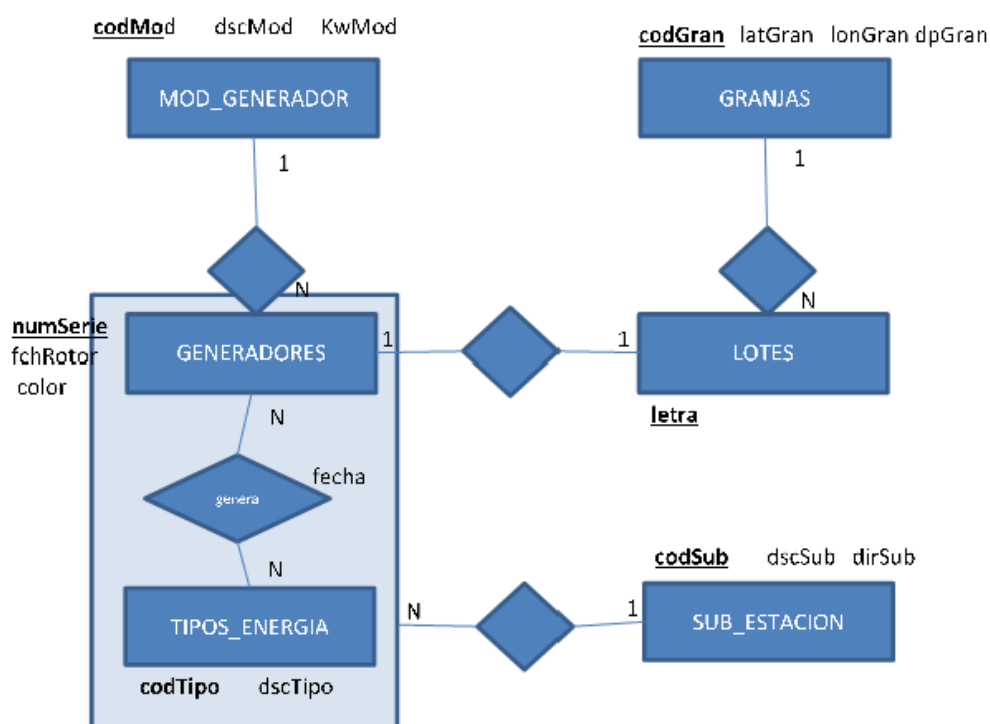 codMod dscMod KwMod
codGran latGran lonGran dpGran
MOD_GENERADOR
GRANJAS
1
1
N
N
numSerie
fchRotor
color
GENERADORES
1
1
LOTES
letra
N
fecha
genera
N
codSub dscSub dirSub
TIPOS_ENERGIA
N
1
SUB_ESTACION
codTipo dscTipo